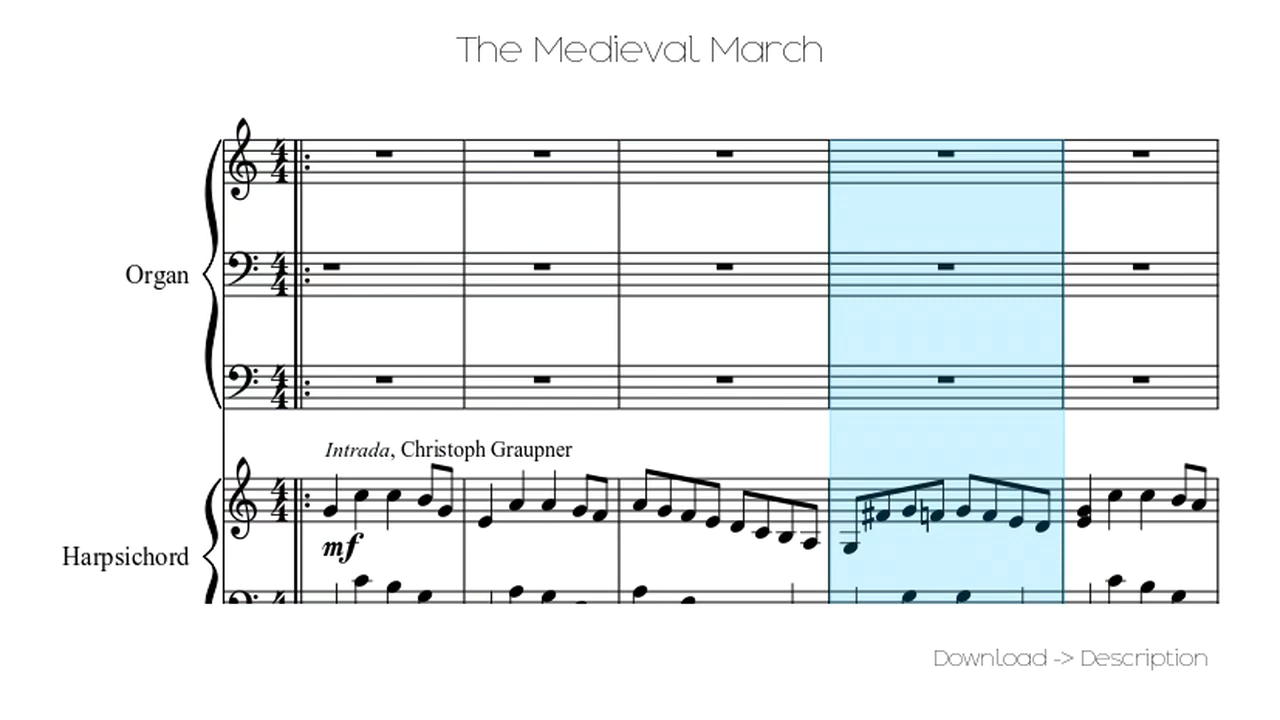 The Medieval March
Organ
Intrada, Christoph Graupner
mf
Harpsichord
Download -> Description